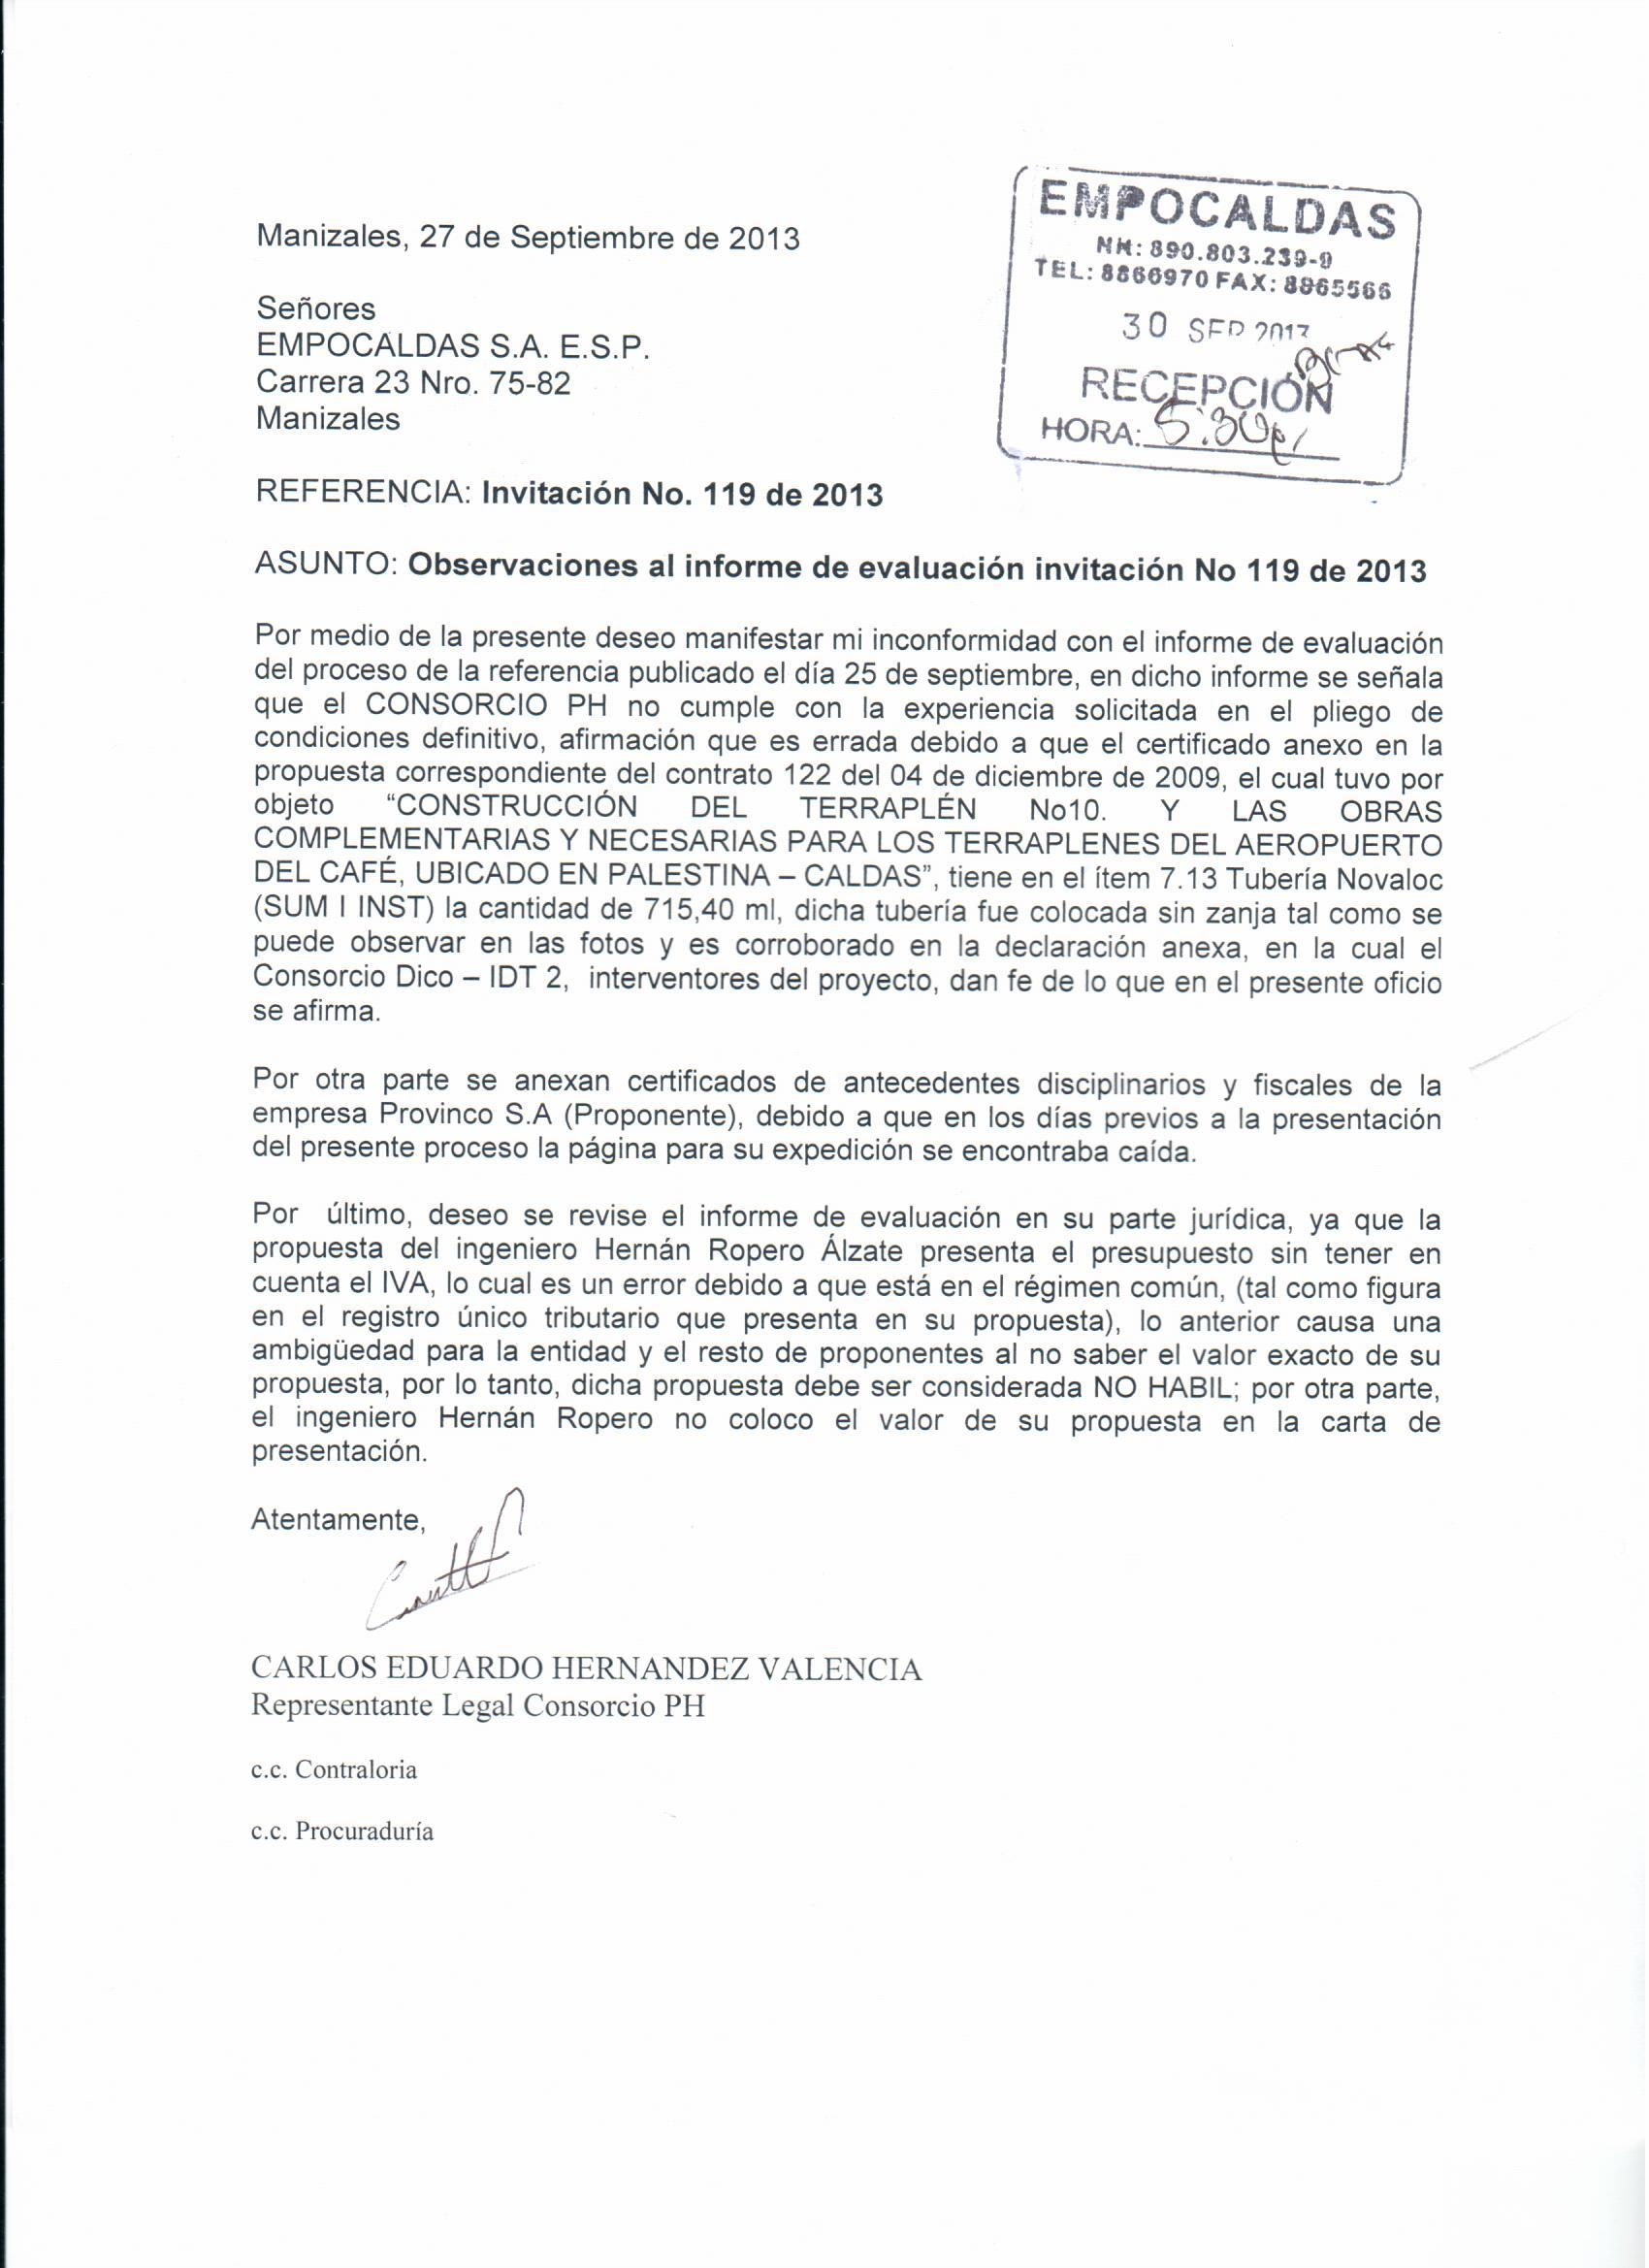 EMPOCALDAS
NIT: 890.803.239-9
TEL: 8866970 FAX: 8865566
30 SEP 2013
RECEPCIÓN
HORA: 5:30p
Manizales, 27 de Septiembre de 2013
Señores
EMPOCALDAS S.A. E.S.P.
Carrera 23 Nro. 75-82
Manizales
REFERENCIA: Invitación No. 119 de 2013
ASUNTO: Observaciones al informe de evaluación invitación No 119 de 2013
Por medio de la presente deseo manifestar mi inconformidad con el informe de evaluación
del proceso de la referencia publicado el día 25 de septiembre, en dicho informe se señala
que el CONSORCIO PH no cumple con la experiencia solicitada en el pliego de
condiciones definitivo, afirmación que es errada debido a que el certificado anexo en la
propuesta correspondiente del contrato 122 del 04 de diciembre de 2009, el cual tuvo por
objeto “CONSTRUCCIÓN DEL TERRAPLÉN No10. Y LAS OBRAS
COMPLEMENTARIAS Y NECESARIAS PARA LOS TERRAPLENES DEL AEROPUERTO
DEL CAFÉ, UBICADO EN PALESTINA – CALDAS”, tiene en el ítem 7.13 Tubería Novaloc
(SUM I INST) la cantidad de 715,40 ml, dicha tubería fue colocada sin zanja tal como se
puede observar en las fotos y es corroborado en la declaración anexa, en la cual el
Consorcio Dico – IDT 2, interventores del proyecto, dan fe de lo que en el presente oficio
se afirma.
Por otra parte se anexan certificados de antecedentes disciplinarios y fiscales de la
empresa Provinco S.A (Proponente), debido a que en los días previos a la presentación
del presente proceso la página para su expedición se encontraba caída.
Por último, deseo se revise el informe de evaluación en su parte jurídica, ya que la
propuesta del ingeniero Hernán Ropero Álzate presenta el presupuesto sin tener en
cuenta el IVA, lo cual es un error debido a que está en el régimen común, (tal como figura
en el registro único tributario que presenta en su propuesta), lo anterior causa una
ambigüedad para la entidad y el resto de proponentes al no saber el valor exacto de su
propuesta, por lo tanto, dicha propuesta debe ser considerada NO HABIL; por otra parte,
el ingeniero Hernán Ropero no coloco el valor de su propuesta en la carta de
presentación.
Atentamente,
CARLOS EDUARDO HERNANDEZ VALENCIA
Representante Legal Consorcio PH
c.c. Contraloria
c.c. Procuraduría